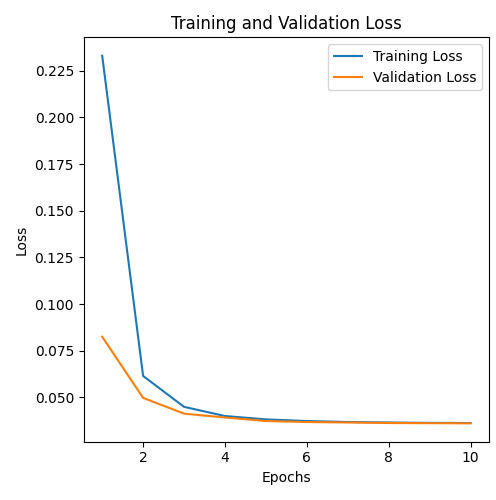 Training and Validation Loss
Training Loss
Validation Loss
0.225
0.200
0.175
0.150
0.125
0.100
0.075
0.050
Loss
2 4 6 8 10
Epochs